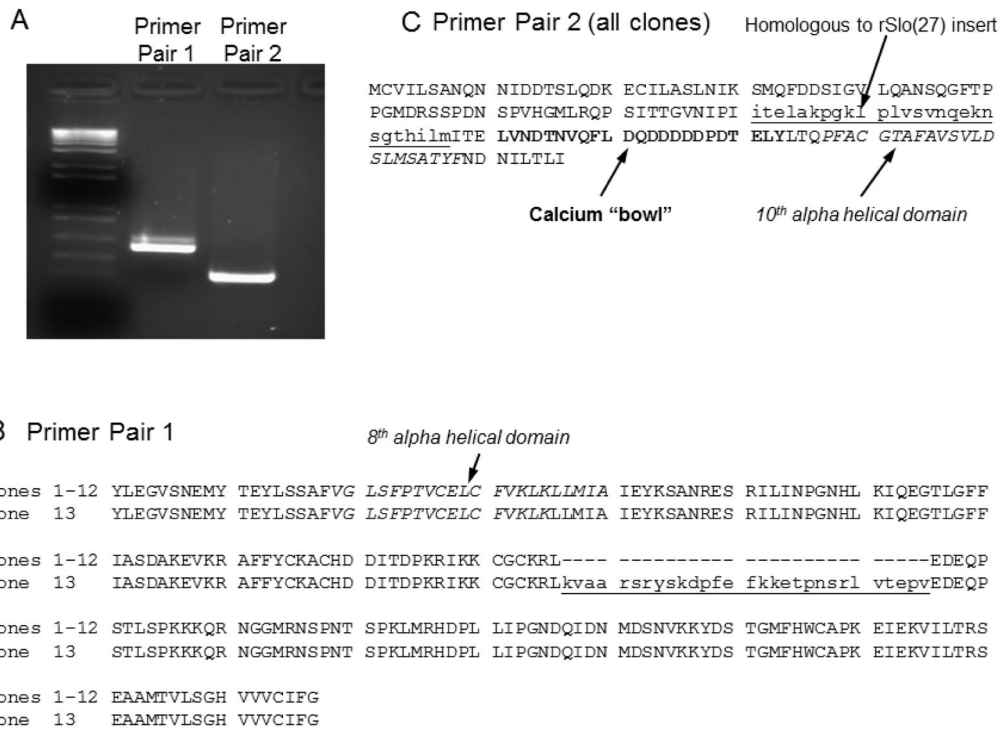 A
Primer Pair 1
Primer Pair 2
C Primer Pair 2 (all clones)
Homologous to rSlo(27) insert
MCVILSANQN NNIDDTSLQDK ECILASLNIK SMQFDDSIGV LQANSQGFTP
PGMDRSSPDN SPVHGMLRQP SITTGVNIPI itelakpgkl plvsvnqekn
sgthilmITE LVNDTNVQFL DQDDDDDPDT ELYLTQPFAC GTAFAVSVLD
SLMSATYFND NILTLI
Calcium "bowl"
10th alpha helical domain
Primer Pair 1
8th alpha helical domain
ones 1-12 YLEGVSNEMY TEYLSSAFVG LSFPTVCELC FVKLKLLMIA IEYKSANRES RILINPGNHL KIQEGTLGFF
one 13 YLEGVSNEMY TEYLSSAFVG LSFPTVCELC FVKLKLLMIA IEYKSANRES RILINPGNHL KIQEGTLGFF
ones 1-12 IASDAKEVKR AFFYCKACHD DITDPKRIKK CGCKRL---- ---------- ---------- -----EDEQP
one 13 IASDAKEVKR AFFYCKACHD DITDPKRIKK CGCKRLkvaa rsryskdpfe fkketpnsrl vtepvEDEQP
ones 1-12 STLSPKKKQR NGGMRNSPNT SPKLMRHDPL LIPGNDQIDN MDSNVKKYDS TGMFHWCAPK EIEKVILTRS
one 13 STLSPKKKQR NGGMRNSPNT SPKLMRHDPL LIPGNDQIDN MDSNVKKYDS TGMFHWCAPK EIEKVILTRS
ones 1-12 EAAMTVLSGH VVVCIFG
one 13 EAAMTVLSGH VVVCIFG